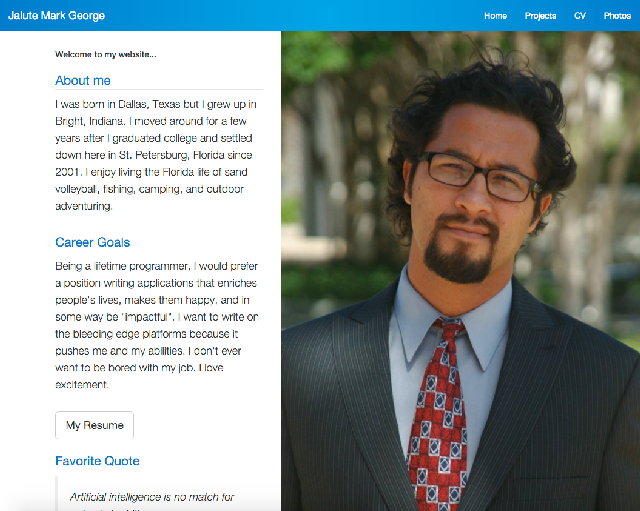 Jalute Mark George
Home Projects CV Photos
Welcome to my website...
About me
I was born in Dallas, Texas but I grew up in
Bright, Indiana. I moved around for a few
years after I graduated college and settled
down here in St. Petersburg, Florida since
2001. I enjoy living the Florida life of sand
volleyball, fishing, camping, and outdoor
adventuring.
Career Goals
Being a lifetime programmer, I would prefer
a position writing applications that enriches
people's lives, makes them happy, and in
some way be "impactful". I want to write on
the bleeding edge platforms because it
pushes me and my abilities. I don't ever
want to be bored with my job. I love
excitement.
My Resume
Favorite Quote
Artificial intelligence is no match for